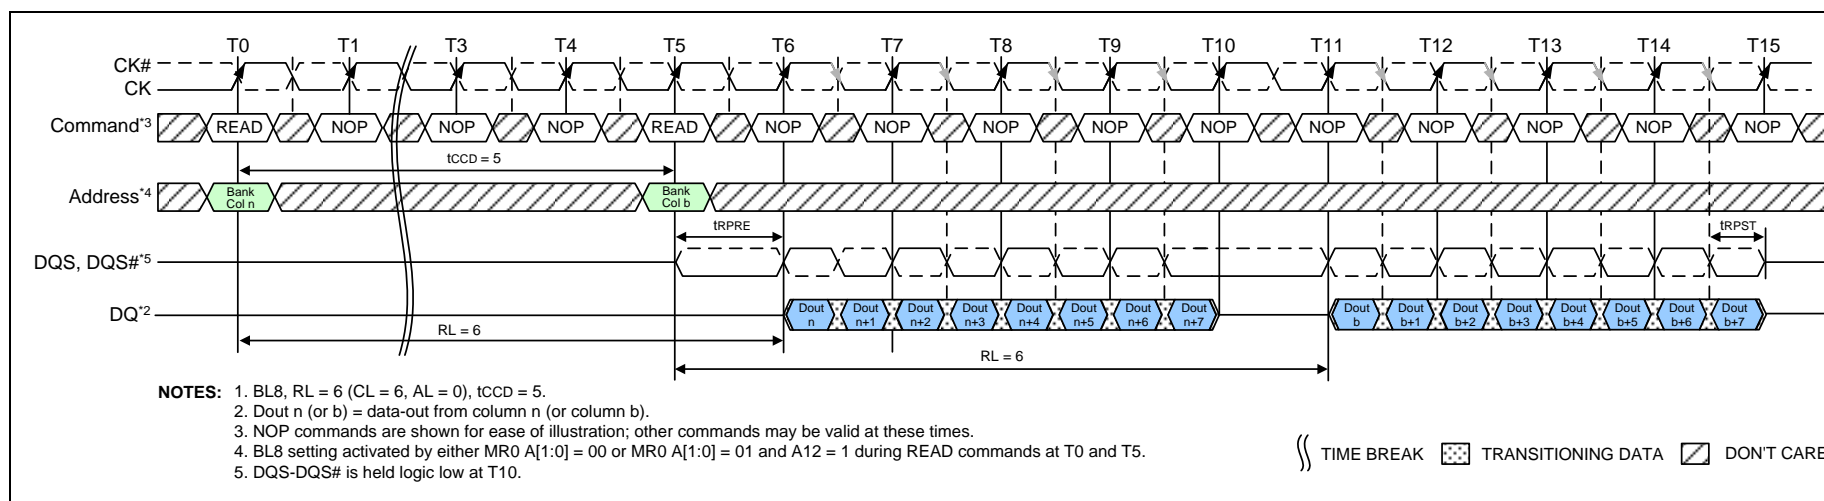 T0 T1 T3 T4 T5 T6 T7 T8 T9 T10 T11 T12 T13 T14 T15
CK#
CK
Command*3 READ NOP NOP NOP READ NOP NOP NOP NOP NOP NOP NOP NOP NOP NOP
tCCD = 5
Address*4 Bank Col n Bank Col b
tRPRE tRPST
DQS, DQS#*5
DQ*2 Dout n Dout n+1 Dout n+2 Dout n+3 Dout n+4 Dout n+5 Dout n+6 Dout n+7 Dout b Dout b+1 Dout b+2 Dout b+3 Dout b+4 Dout b+5 Dout b+6 Dout b+7
RL = 6
RL = 6
NOTES: 1. BL8, RL = 6 (CL = 6, AL = 0), tCCD = 5.
2. Dout n (or b) = data-out from column n (or column b).
3. NOP commands are shown for ease of illustration; other commands may be valid at these times.
4. BL8 setting activated by either MR0 A[1:0] = 00 or MR0 A[1:0] = 01 and A12 = 1 during READ commands at T0 and T5.
5. DQS-DQS# is held logic low at T10.
TIME BREAK TRANSITIONING DATA DON'T CARE